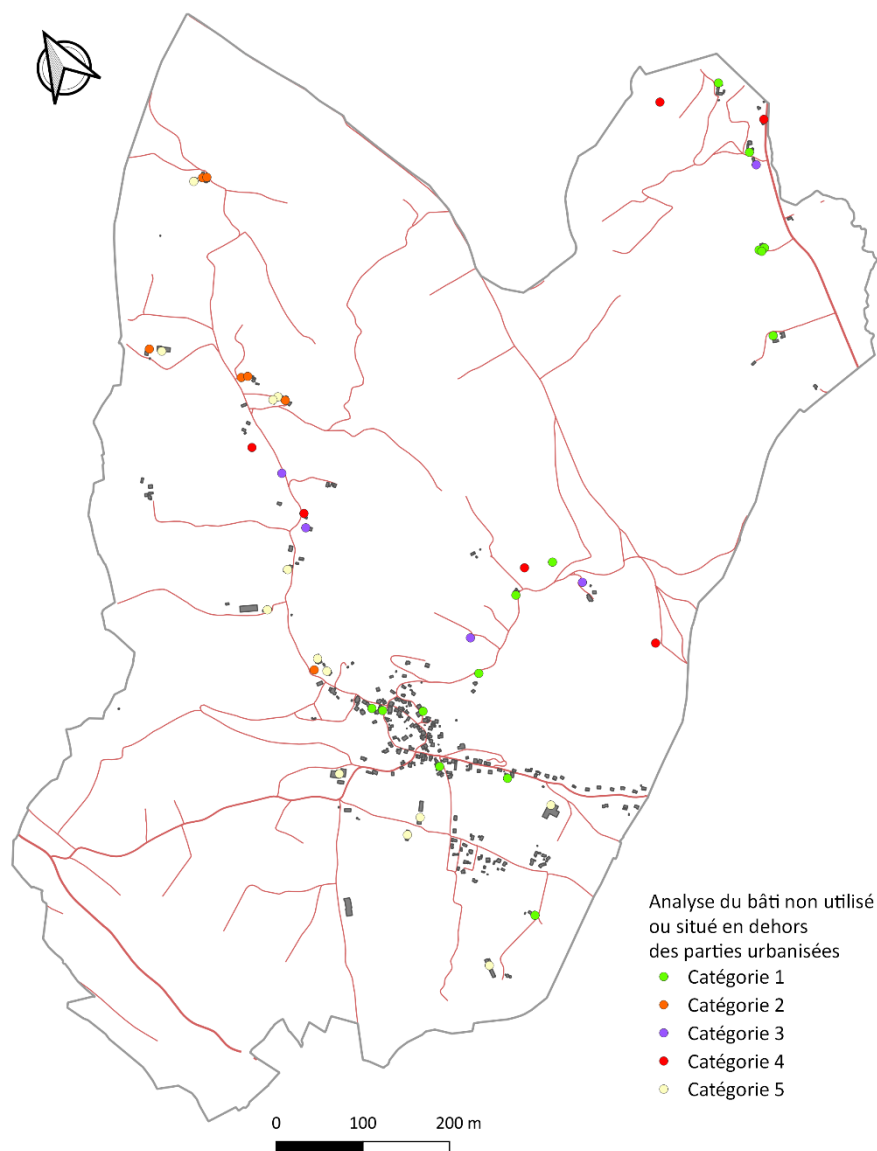 Analyse du bâti non utilisé
ou situé en dehors
des parties urbanisées
Catégorie 1
Catégorie 2
Catégorie 3
Catégorie 4
Catégorie 5
0 100 200 m